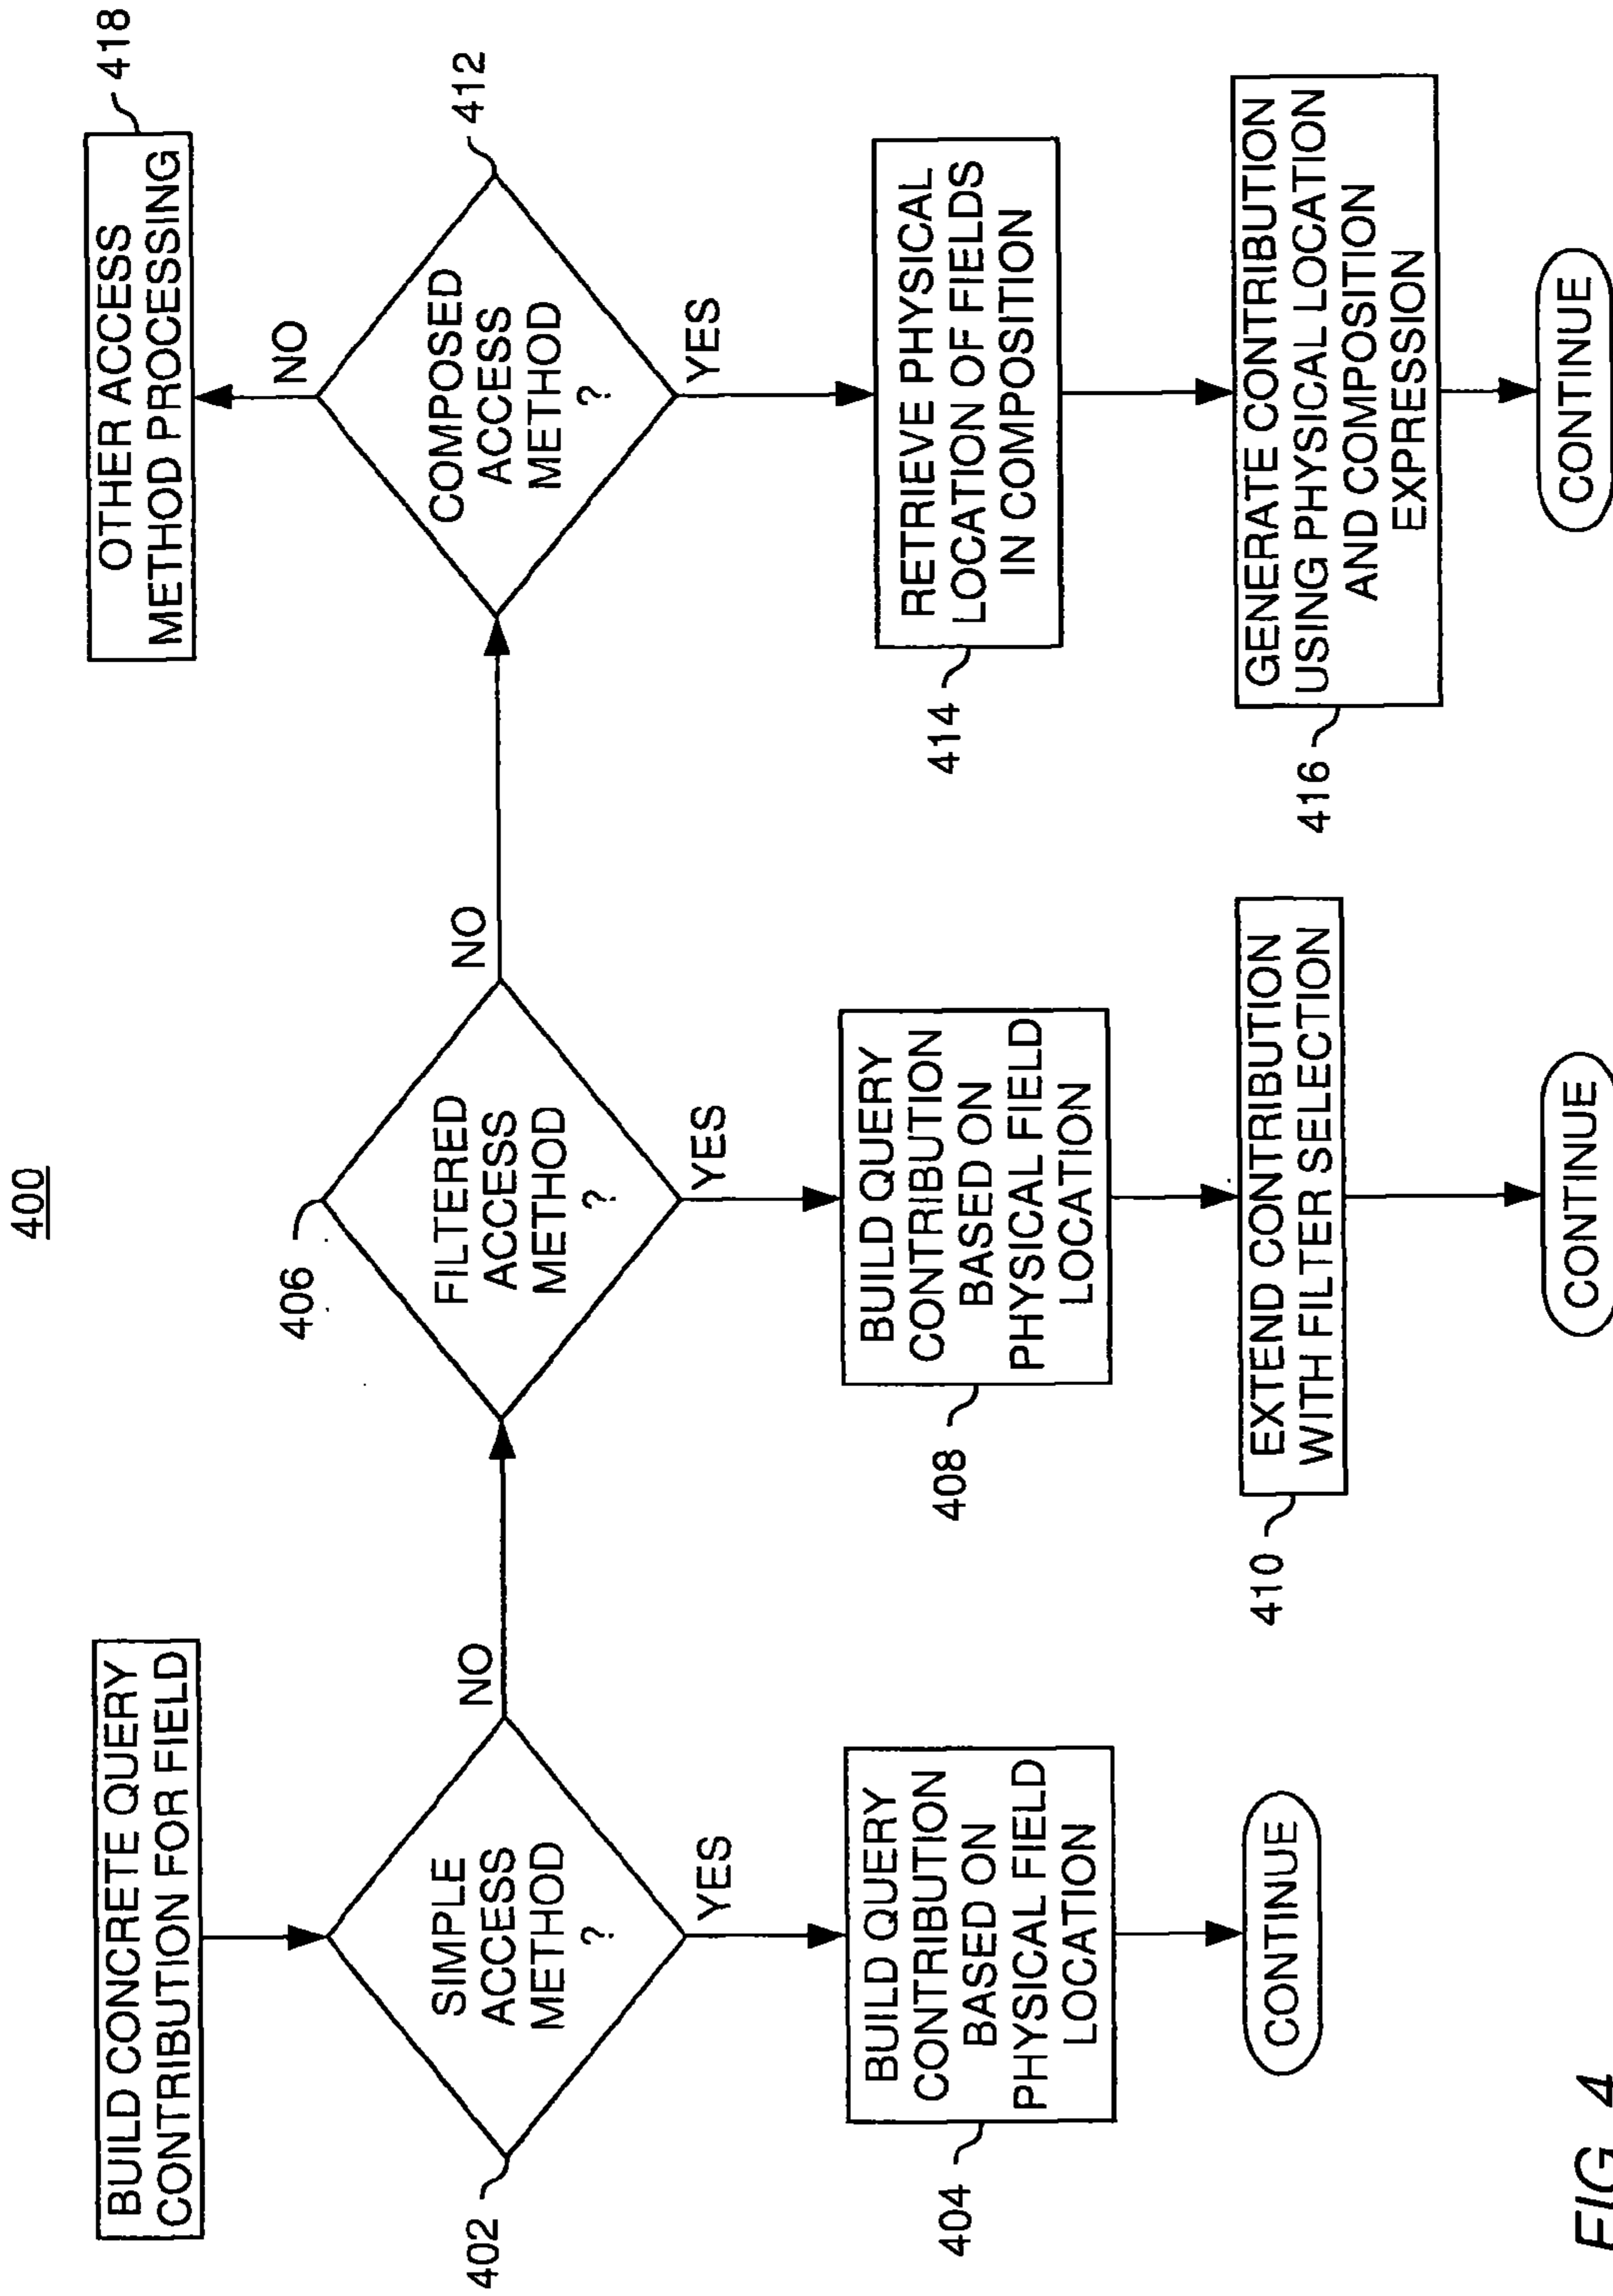 400
BUILD CONCRETE QUERY
CONTRIBUTION FOR FIELD
402
SIMPLE
ACCESS
METHOD
?
NO
YES
404
BUILD QUERY
CONTRIBUTION
BASED ON
PHYSICAL FIELD
LOCATION
CONTINUE
406
FILTERED
ACCESS
METHOD
?
NO
YES
408
BUILD QUERY
CONTRIBUTION
BASED ON
PHYSICAL FIELD
LOCATION
410
EXTEND CONTRIBUTION
WITH FILTER SELECTION
CONTINUE
OTHER ACCESS
METHOD PROCESSING
418
NO
COMPOSED
ACCESS
METHOD
?
412
YES
414
RETRIEVE PHYSICAL
LOCATION OF FIELDS
IN COMPOSITION
416
GENERATE CONTRIBUTION
USING PHYSICAL LOCATION
AND COMPOSITION
EXPRESSION
CONTINUE
FIG. 4